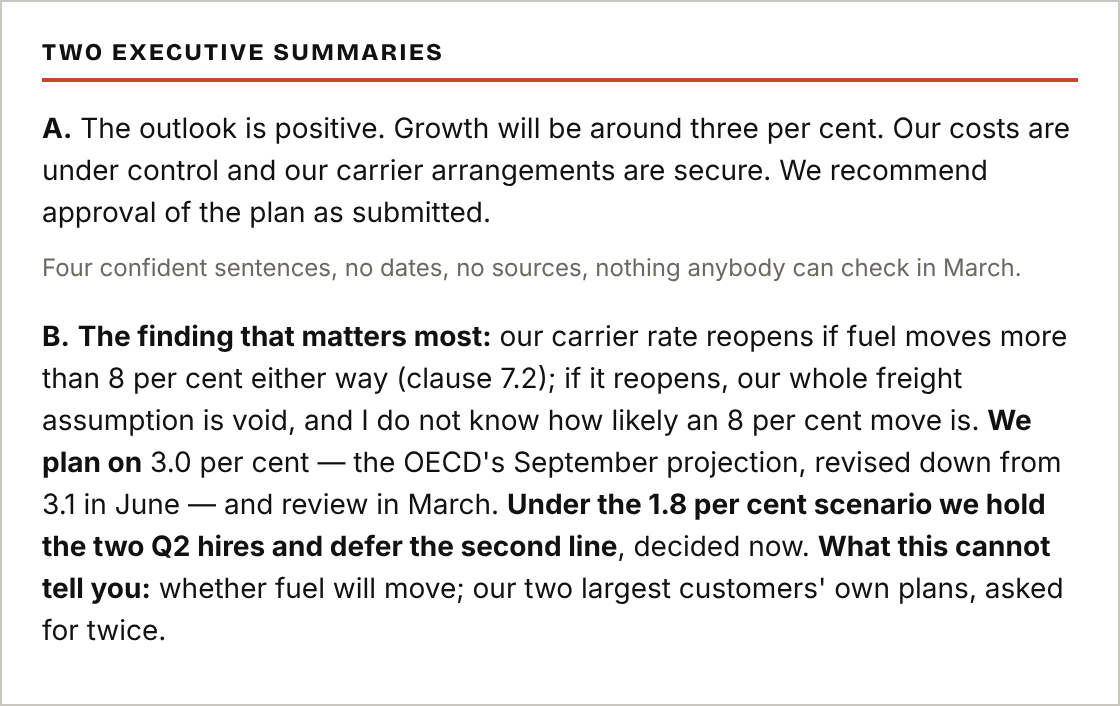 TWO EXECUTIVE SUMMARIES
A. The outlook is positive. Growth will be around three per cent. Our costs are
under control and our carrier arrangements are secure. We recommend
approval of the plan as submitted.
Four confident sentences, no dates, no sources, nothing anybody can check in March.
B. The finding that matters most: our carrier rate reopens if fuel moves more
than 8 per cent either way (clause 7.2); if it reopens, our whole freight
assumption is void, and I do not know how likely an 8 per cent move is. We
plan on 3.0 per cent — the OECD's September projection, revised down from
3.1 in June — and review in March. Under the 1.8 per cent scenario we hold
the two Q2 hires and defer the second line, decided now. What this cannot
tell you: whether fuel will move; our two largest customers' own plans, asked
for twice.